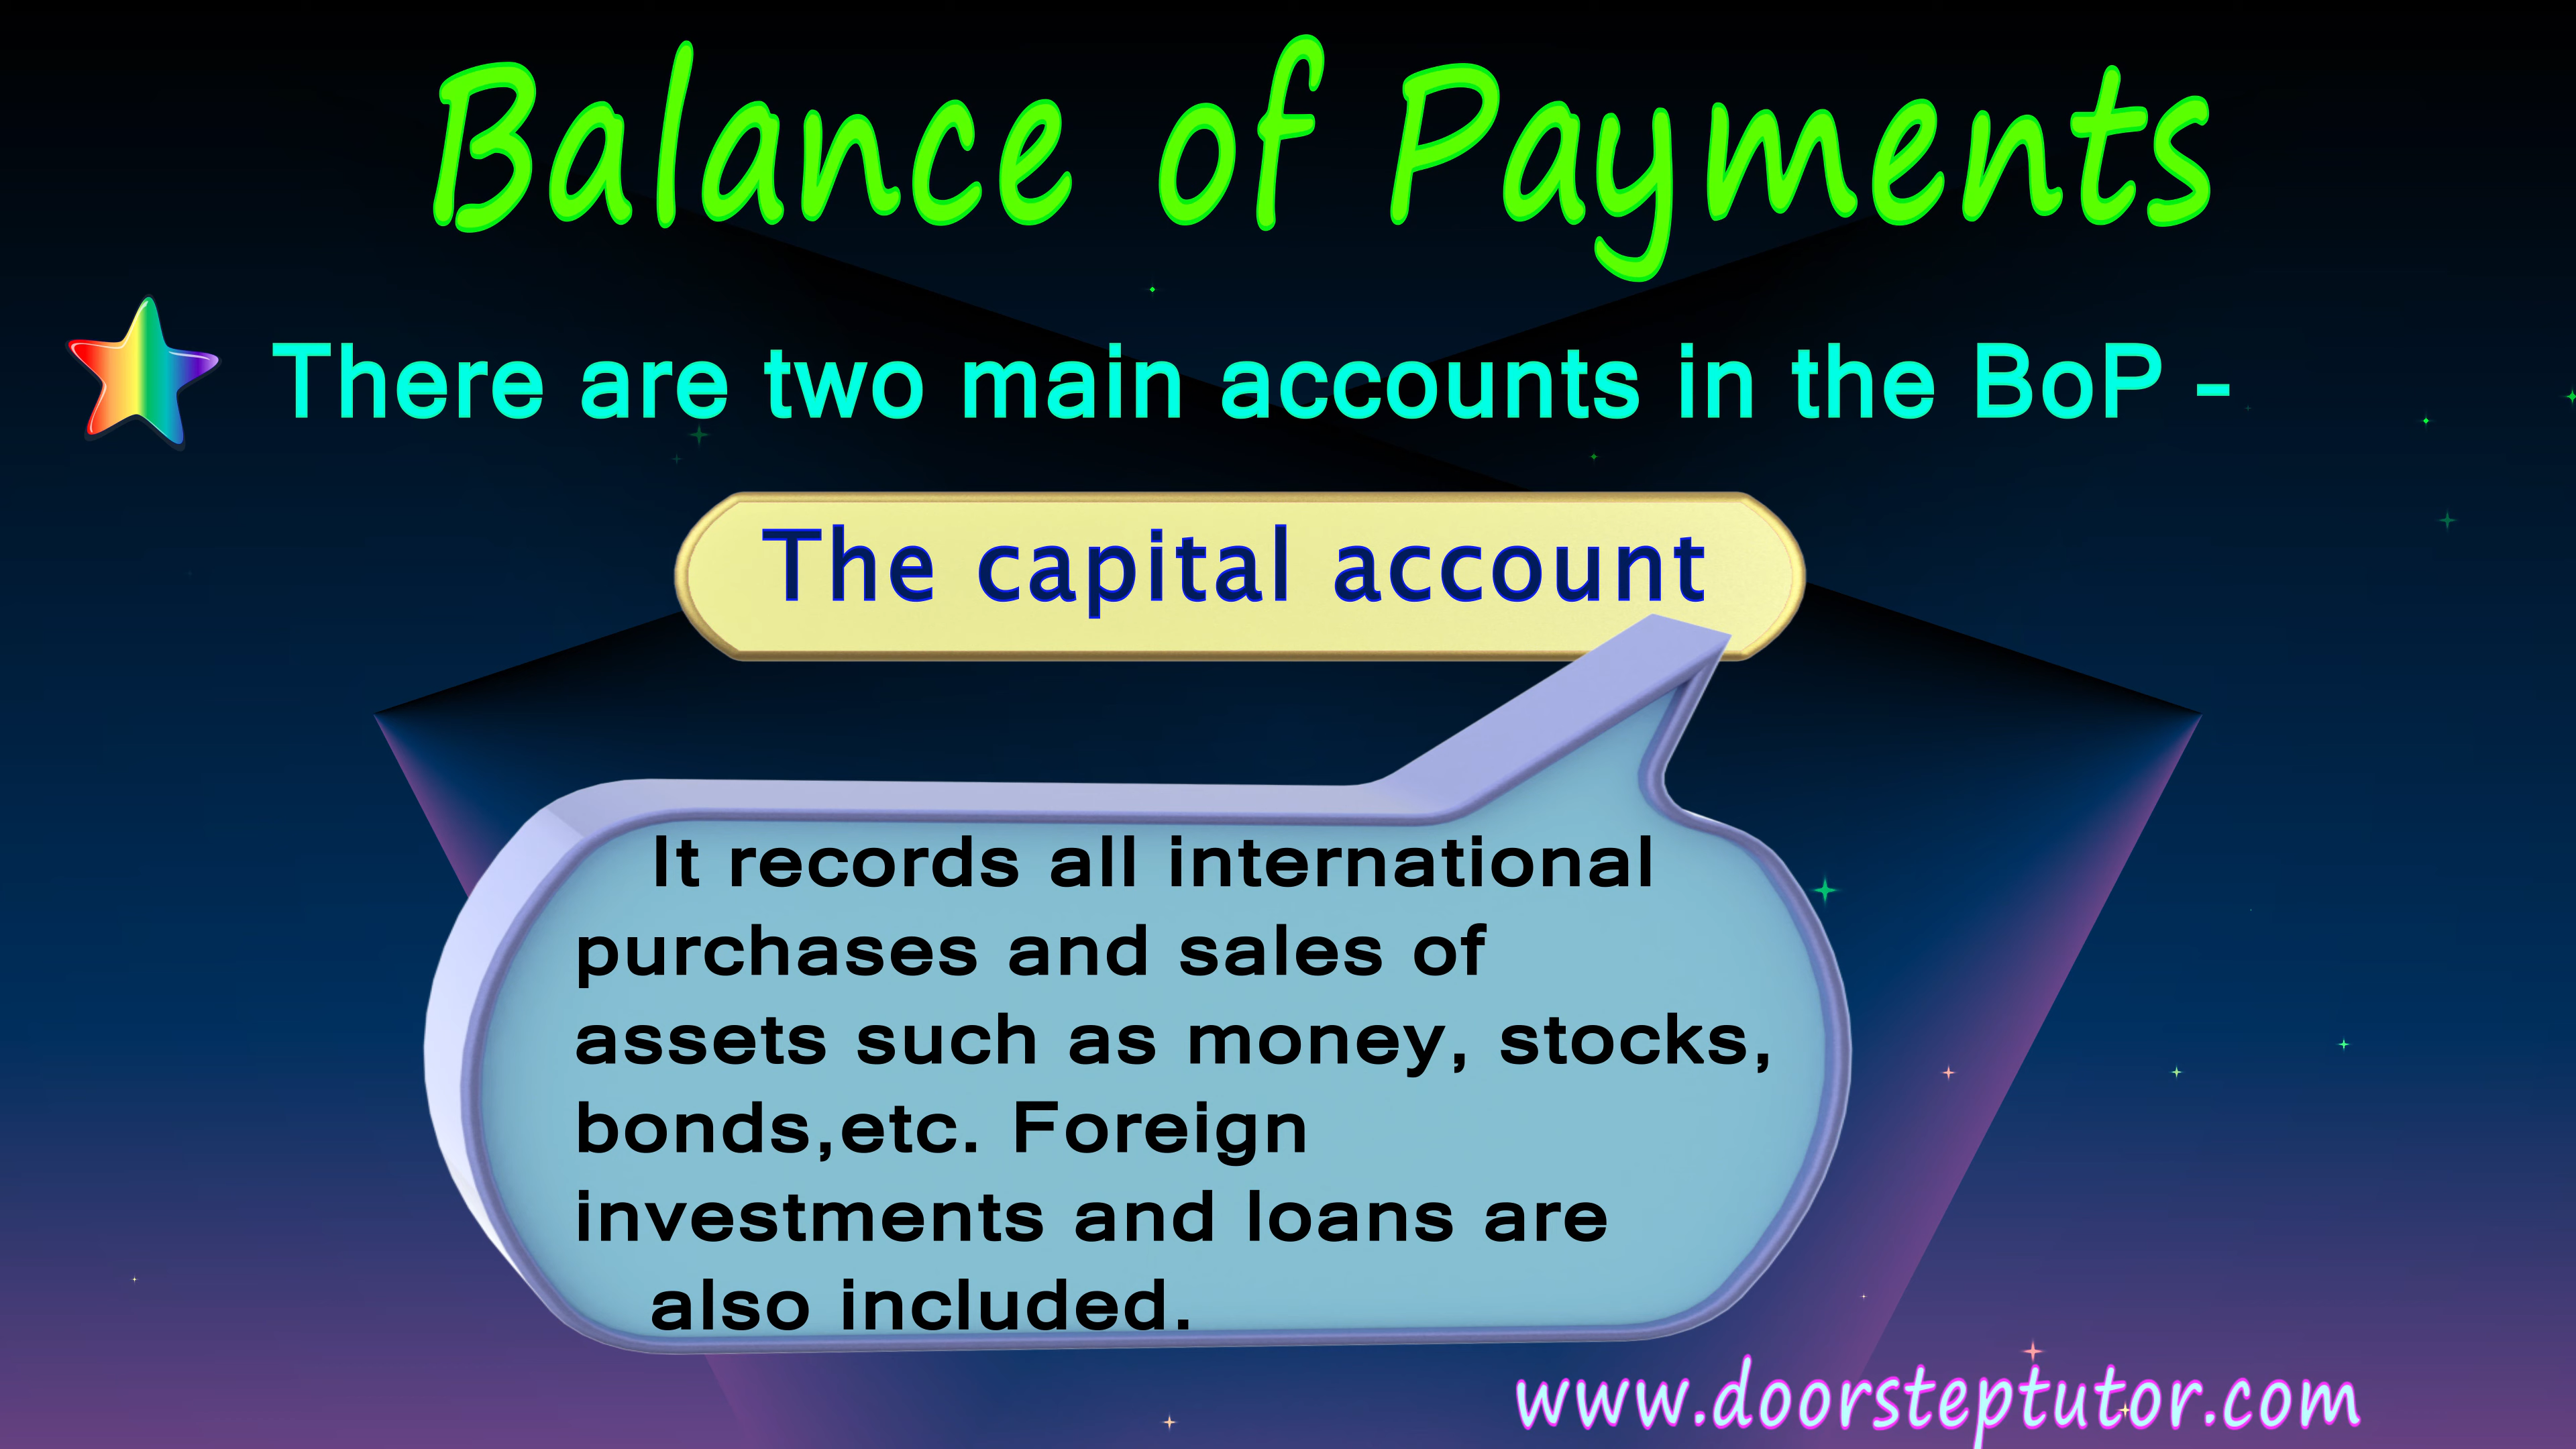 Balance of Payments
There are two main accounts in the BoP -
The capital account
It records all international
purchases and sales of
assets such as money, stocks,
bonds,etc. Foreign
investments and loans are
also included.
www.doorsteptutor.com